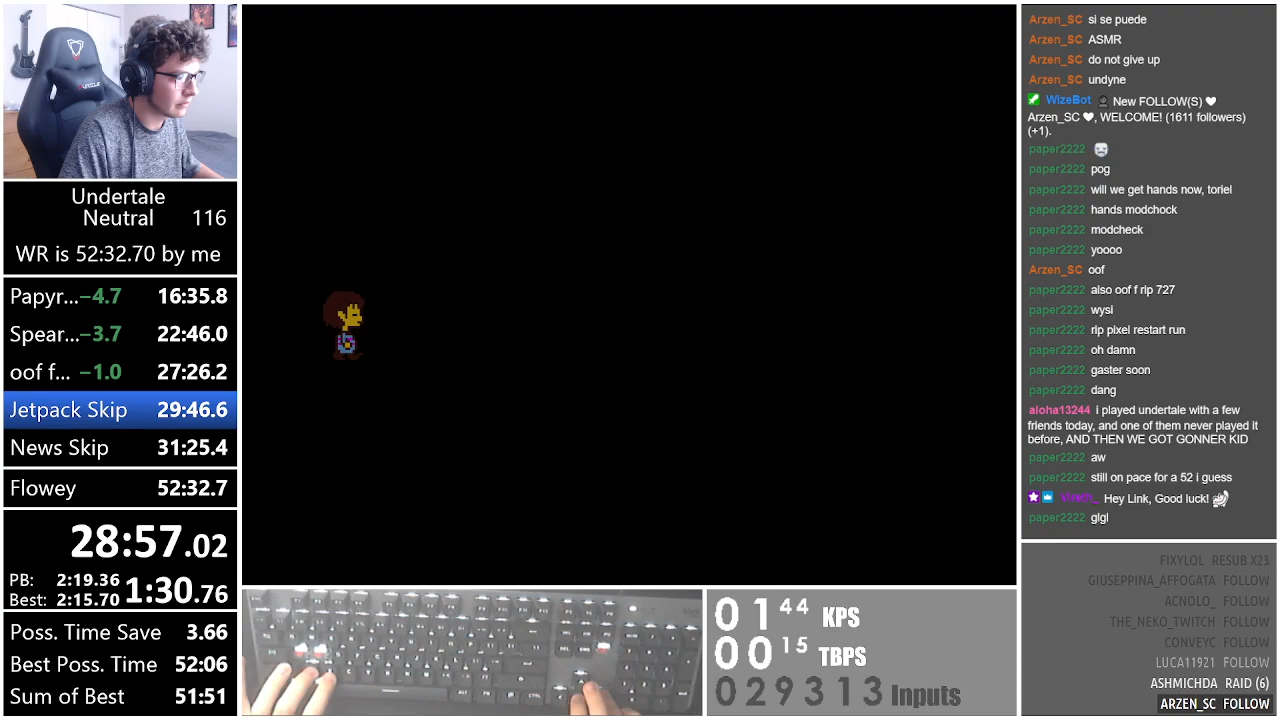 Undertale
Neutral 116
WR is 52:32.70 by me
Papyr... −4.7 16:35.8
Spear... −3.7 22:46.0
oof f... −1.0 27:26.2
Jetpack Skip 29:46.6
News Skip 31:25.4
Flowey 52:32.7
28:57.02
PB: 2:19.36
Best: 2:15.70
1:30.76
Poss. Time Save 3.66
Best Poss. Time 52:06
Sum of Best 51:51
01 44 KPS
00 15 TBPS
029313 Inputs
Arzen_SC si se puede
Arzen_SC ASMR
Arzen_SC do not give up
Arzen_SC undyne
WizeBot New FOLLOW(S) ♥
Arzen_SC ♥, WELCOME! (1611 followers)
(+1).
paper2222
paper2222 pog
paper2222 will we get hands now, toriel
paper2222 hands modchock
paper2222 modcheck
paper2222 yoooo
Arzen_SC oof
paper2222 also oof f rlp 727
paper2222 wysl
paper2222 rlp pixel restart run
paper2222 oh damn
paper2222 gaster soon
paper2222 dang
aloha13244 i played undertale with a few
friends today, and one of them never played it
before, AND THEN WE GOT GONNER KID
paper2222 aw
paper2222 still on pace for a 52 i guess
Hey Link, Good luck!
paper2222 glgl
FIXYLOL RESUB X23
GIUSEPPINA_AFFOGATA FOLLOW
ACNOLO_ FOLLOW
THE_NEKO_TWITCH FOLLOW
CONVEYC FOLLOW
LUCA11921 FOLLOW
ASHMICHDA RAID (6)
ARZEN_SC FOLLOW